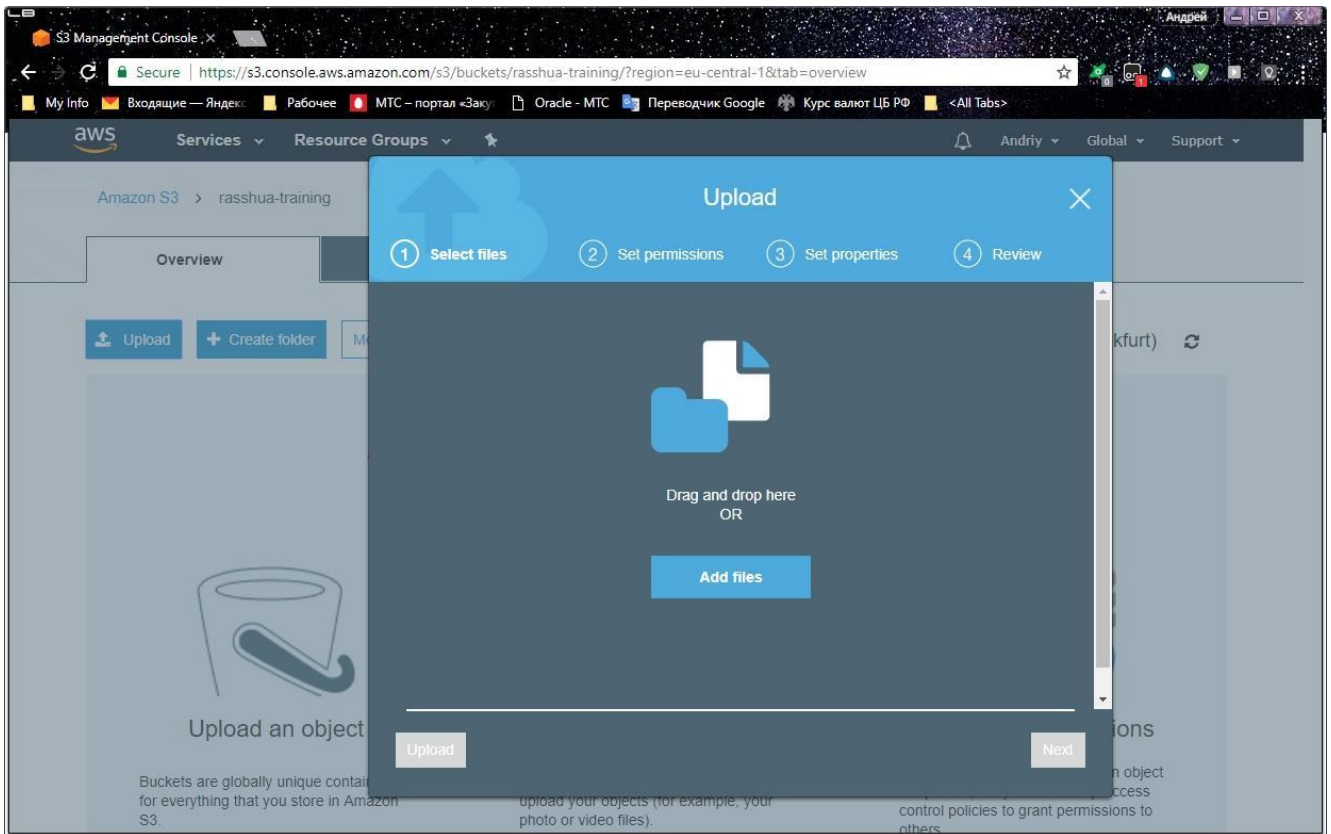 Андрей
S3 Management Console
Secure | https://s3.console.aws.amazon.com/s3/buckets/rasshua-training/?region=eu-central-1&tab=overview
My Info Входящие — Яндекс Рабочее МТС – портал «Заку Oracle - МТС Переводчик Google Курс валют ЦБ РФ <All Tabs>
aws Services Resource Groups Andriy Global Support
Amazon S3 > rasshua-training
Upload
1 Select files 2 Set permissions 3 Set properties 4 Review
Overview
Upload + Create folder kfurt)
Drag and drop here
OR
Add files
Upload an object ions
Upload Next
Buckets are globally unique contai
for everything that you store in Amazon
S3.
upload your objects (for example, your
photo or video files).
n object
ccess
control policies to grant permissions to
others.